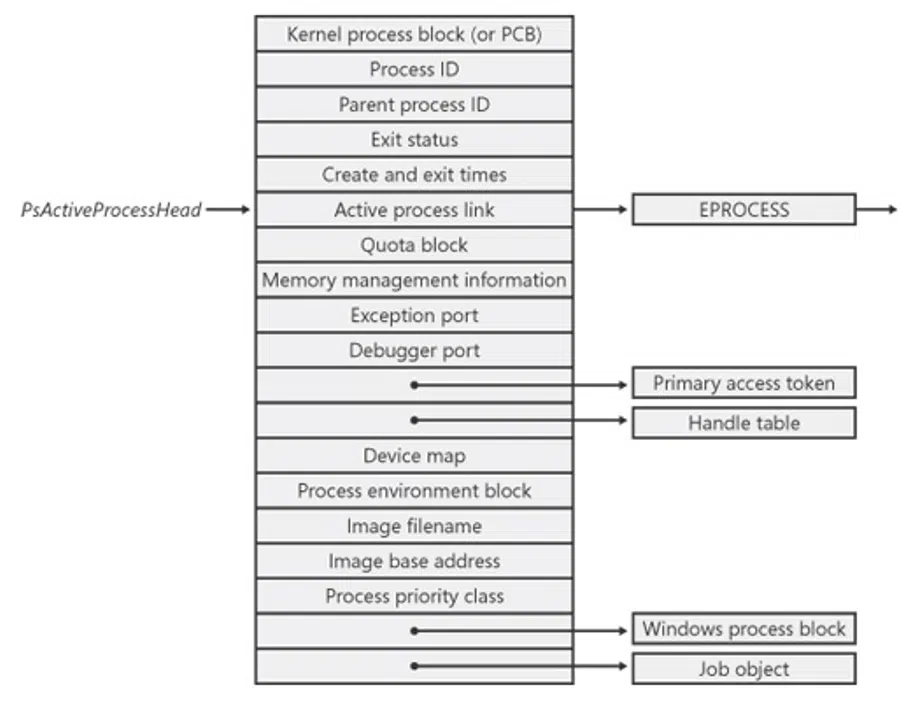 Kernel process block (or PCB)
Process ID
Parent process ID
Exit status
Create and exit times
PsActiveProcessHead
Active process link
EPROCESS
Quota block
Memory management information
Exception port
Debugger port
Primary access token
Handle table
Device map
Process environment block
Image filename
Image base address
Process priority class
Windows process block
Job object